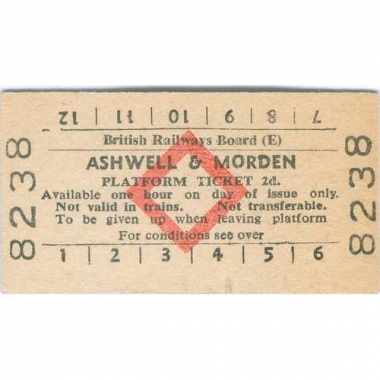 12 11 10 9 8 7
British Railways Board (E)
ASHWELL & MORDEN
PLATFORM TICKET 2d.
Available one hour on day of issue only.
Not valid in trains. Not transferable.
To be given up when leaving platform
For conditions see over
1 2 3 4 5 6
8238
8238